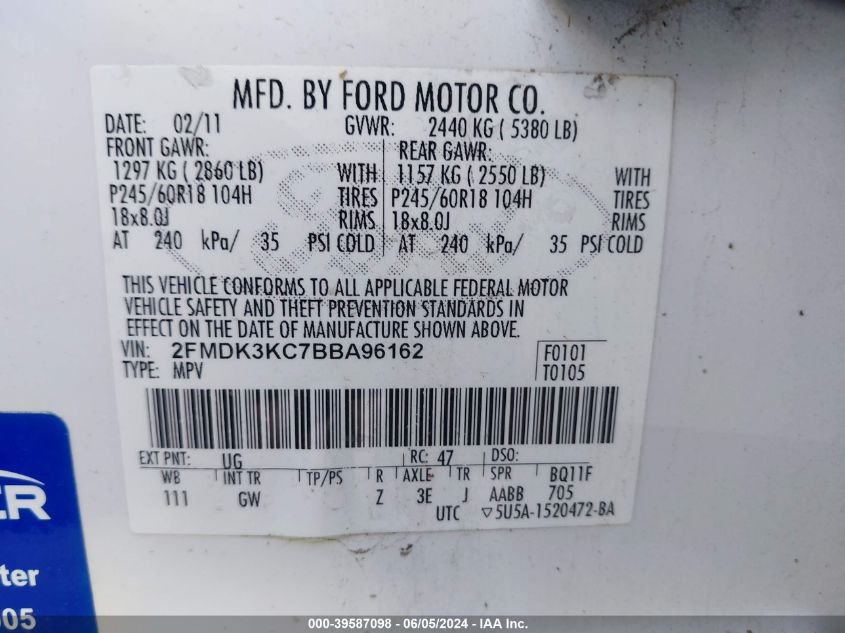 MFD. BY FORD MOTOR CO.
DATE: 02/11 GVWR: 2440 KG ( 5380 LB)
FRONT GAWR: REAR GAWR:
1297 KG ( 2860 LB) WITH 1157 KG ( 2550 LB) WITH
P245/60R18 104H TIRES P245/60R18 104H TIRES
18x8.0J RIMS 18x8.0J RIMS
AT 240 kPa/ 35 PSI COLD AT 240 kPa/ 35 PSI COLD
THIS VEHICLE CONFORMS TO ALL APPLICABLE FEDERAL MOTOR
VEHICLE SAFETY AND THEFT PREVENTION STANDARDS IN
EFFECT ON THE DATE OF MANUFACTURE SHOWN ABOVE.
VIN: 2FMDK3KC7BBA96162 F0101
TYPE: MPV T0105
EXT PNT: UG RC: 47 DSO:
WB INT TR TP/PS R AXLE TR SPR BQ11F
111 GW Z 3E J AABB 705
UTC ▽5U5A-1520472-BA
ER
ter
005
000-39587098 - 06/05/2024 - IAA Inc.